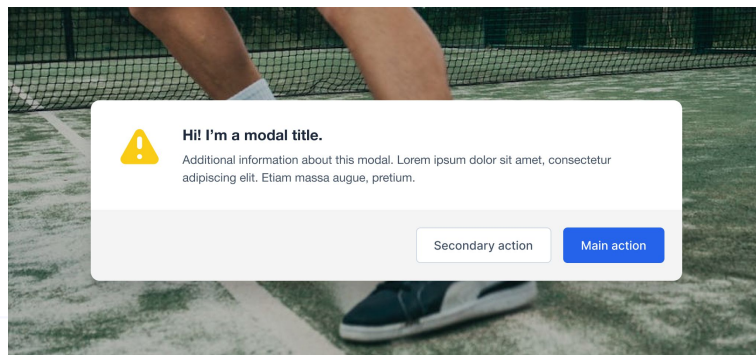 Hi! I’m a modal title.
Additional information about this modal. Lorem ipsum dolor sit amet, consectetur
adipiscing elit. Etiam massa augue, pretium.
Secondary action
Main action